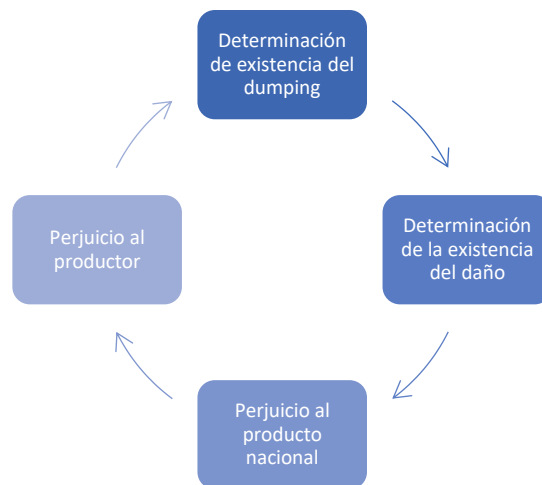 Determinación
de existencia del
dumping
Determinación
de la existencia
del daño
Perjuicio al
producto
nacional
Perjuicio al
productor